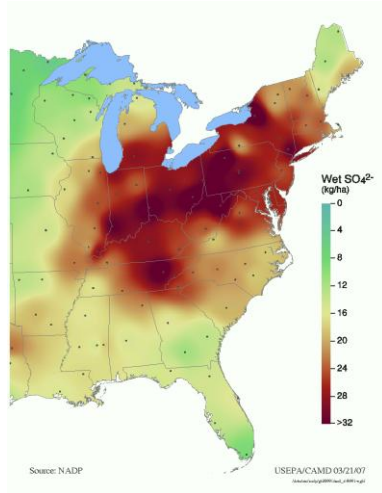 Wet SO₄²⁻
(kg/ha)
0
4
8
12
16
20
24
28
>32
Source: NADP
USEPA/CAMD 03/21/07